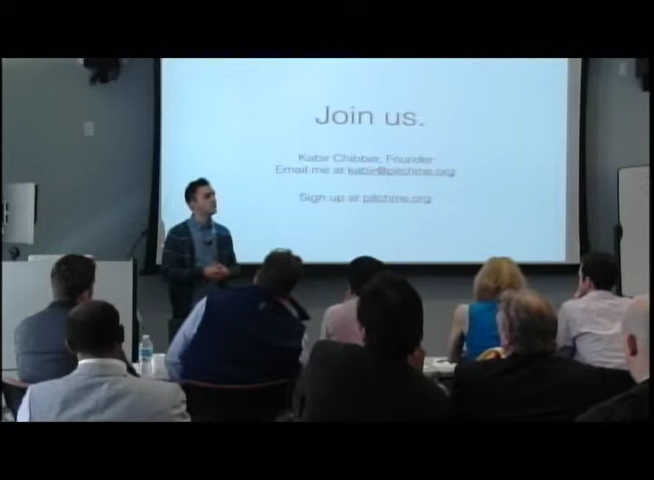 Join us.
Kabir Chibber, Founder
Email me at kabir@pitchme.org
Sign up at pitchme.org